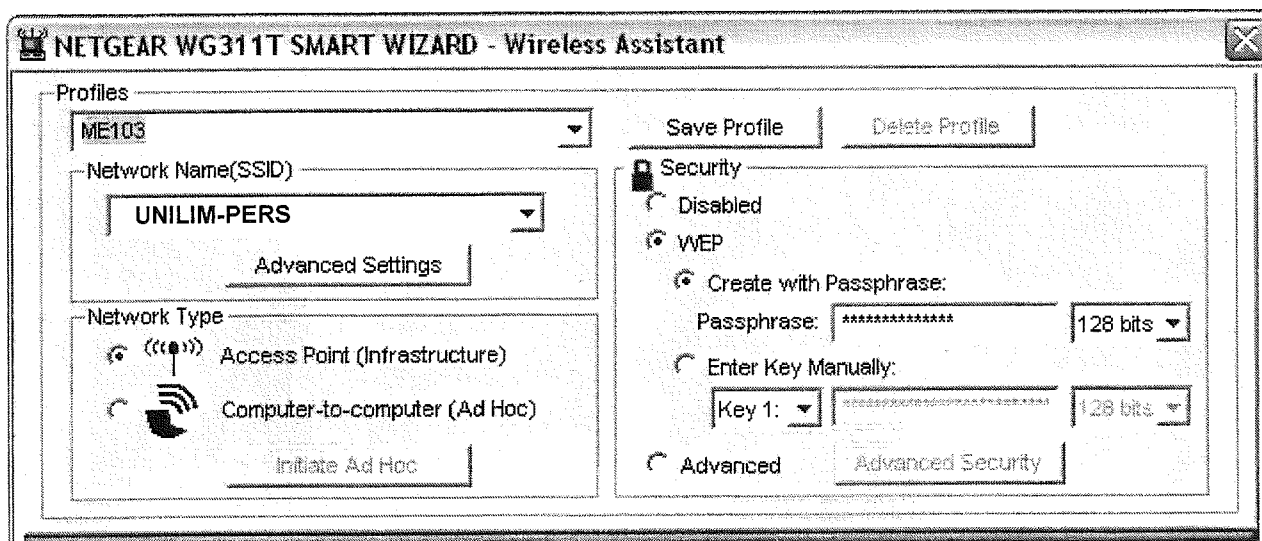 NETGEAR WG311T SMART WIZARD - Wireless Assistant
Profiles
ME103
Save Profile
Delete Profile
Network Name(SSID)
UNILIM-PERS
Advanced Settings
Network Type
Access Point (Infrastructure)
Computer-to-computer (Ad Hoc)
Initiate Ad Hoc
Security
Disabled
WEP
Create with Passphrase:
Passphrase: ************** 128 bits
Enter Key Manually:
Key 1: ************************** 128 bits
Advanced
Advanced Security